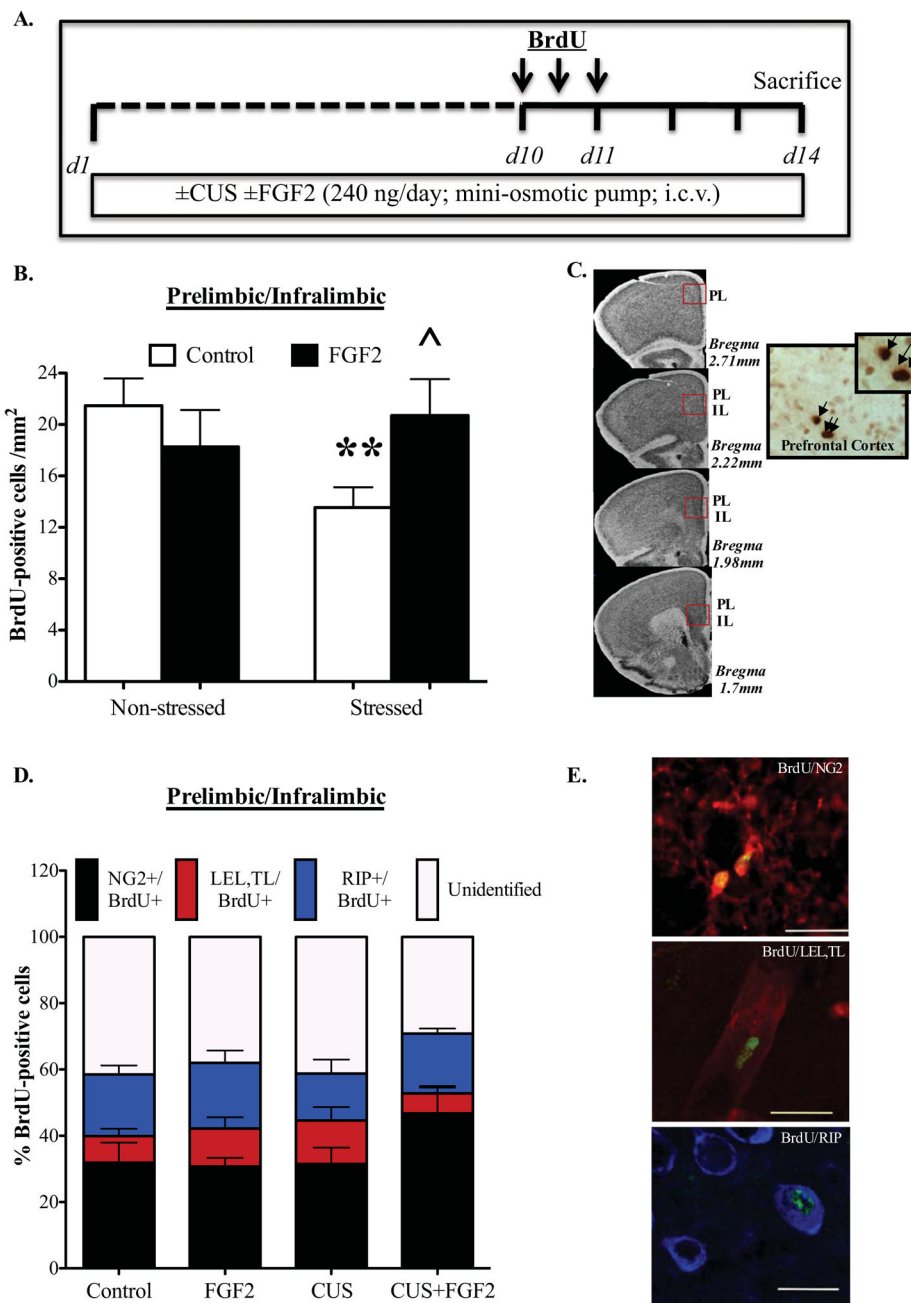 A.
BrdU
Sacrifice
d1
d10
d11
d14
±CUS ±FGF2 (240 ng/day; mini-osmotic pump; i.c.v.)
B.
Prelimbic/Infralimbic
Control
FGF2
BrdU-positive cells /mm²
24
20
16
12
8
4
0
**
^
Non-stressed
Stressed
C.
PL
Bregma
2.71mm
PL
IL
Bregma
2.22mm
PL
IL
Bregma
1.98mm
PL
IL
Bregma
1.7mm
Prefrontal Cortex
D.
Prelimbic/Infralimbic
NG2+/
BrdU+
LEL,TL/
BrdU+
RIP+/
BrdU+
Unidentified
% BrdU-positive cells
120
100
80
60
40
20
0
Control
FGF2
CUS
CUS+FGF2
E.
BrdU/NG2
BrdU/LEL,TL
BrdU/RIP